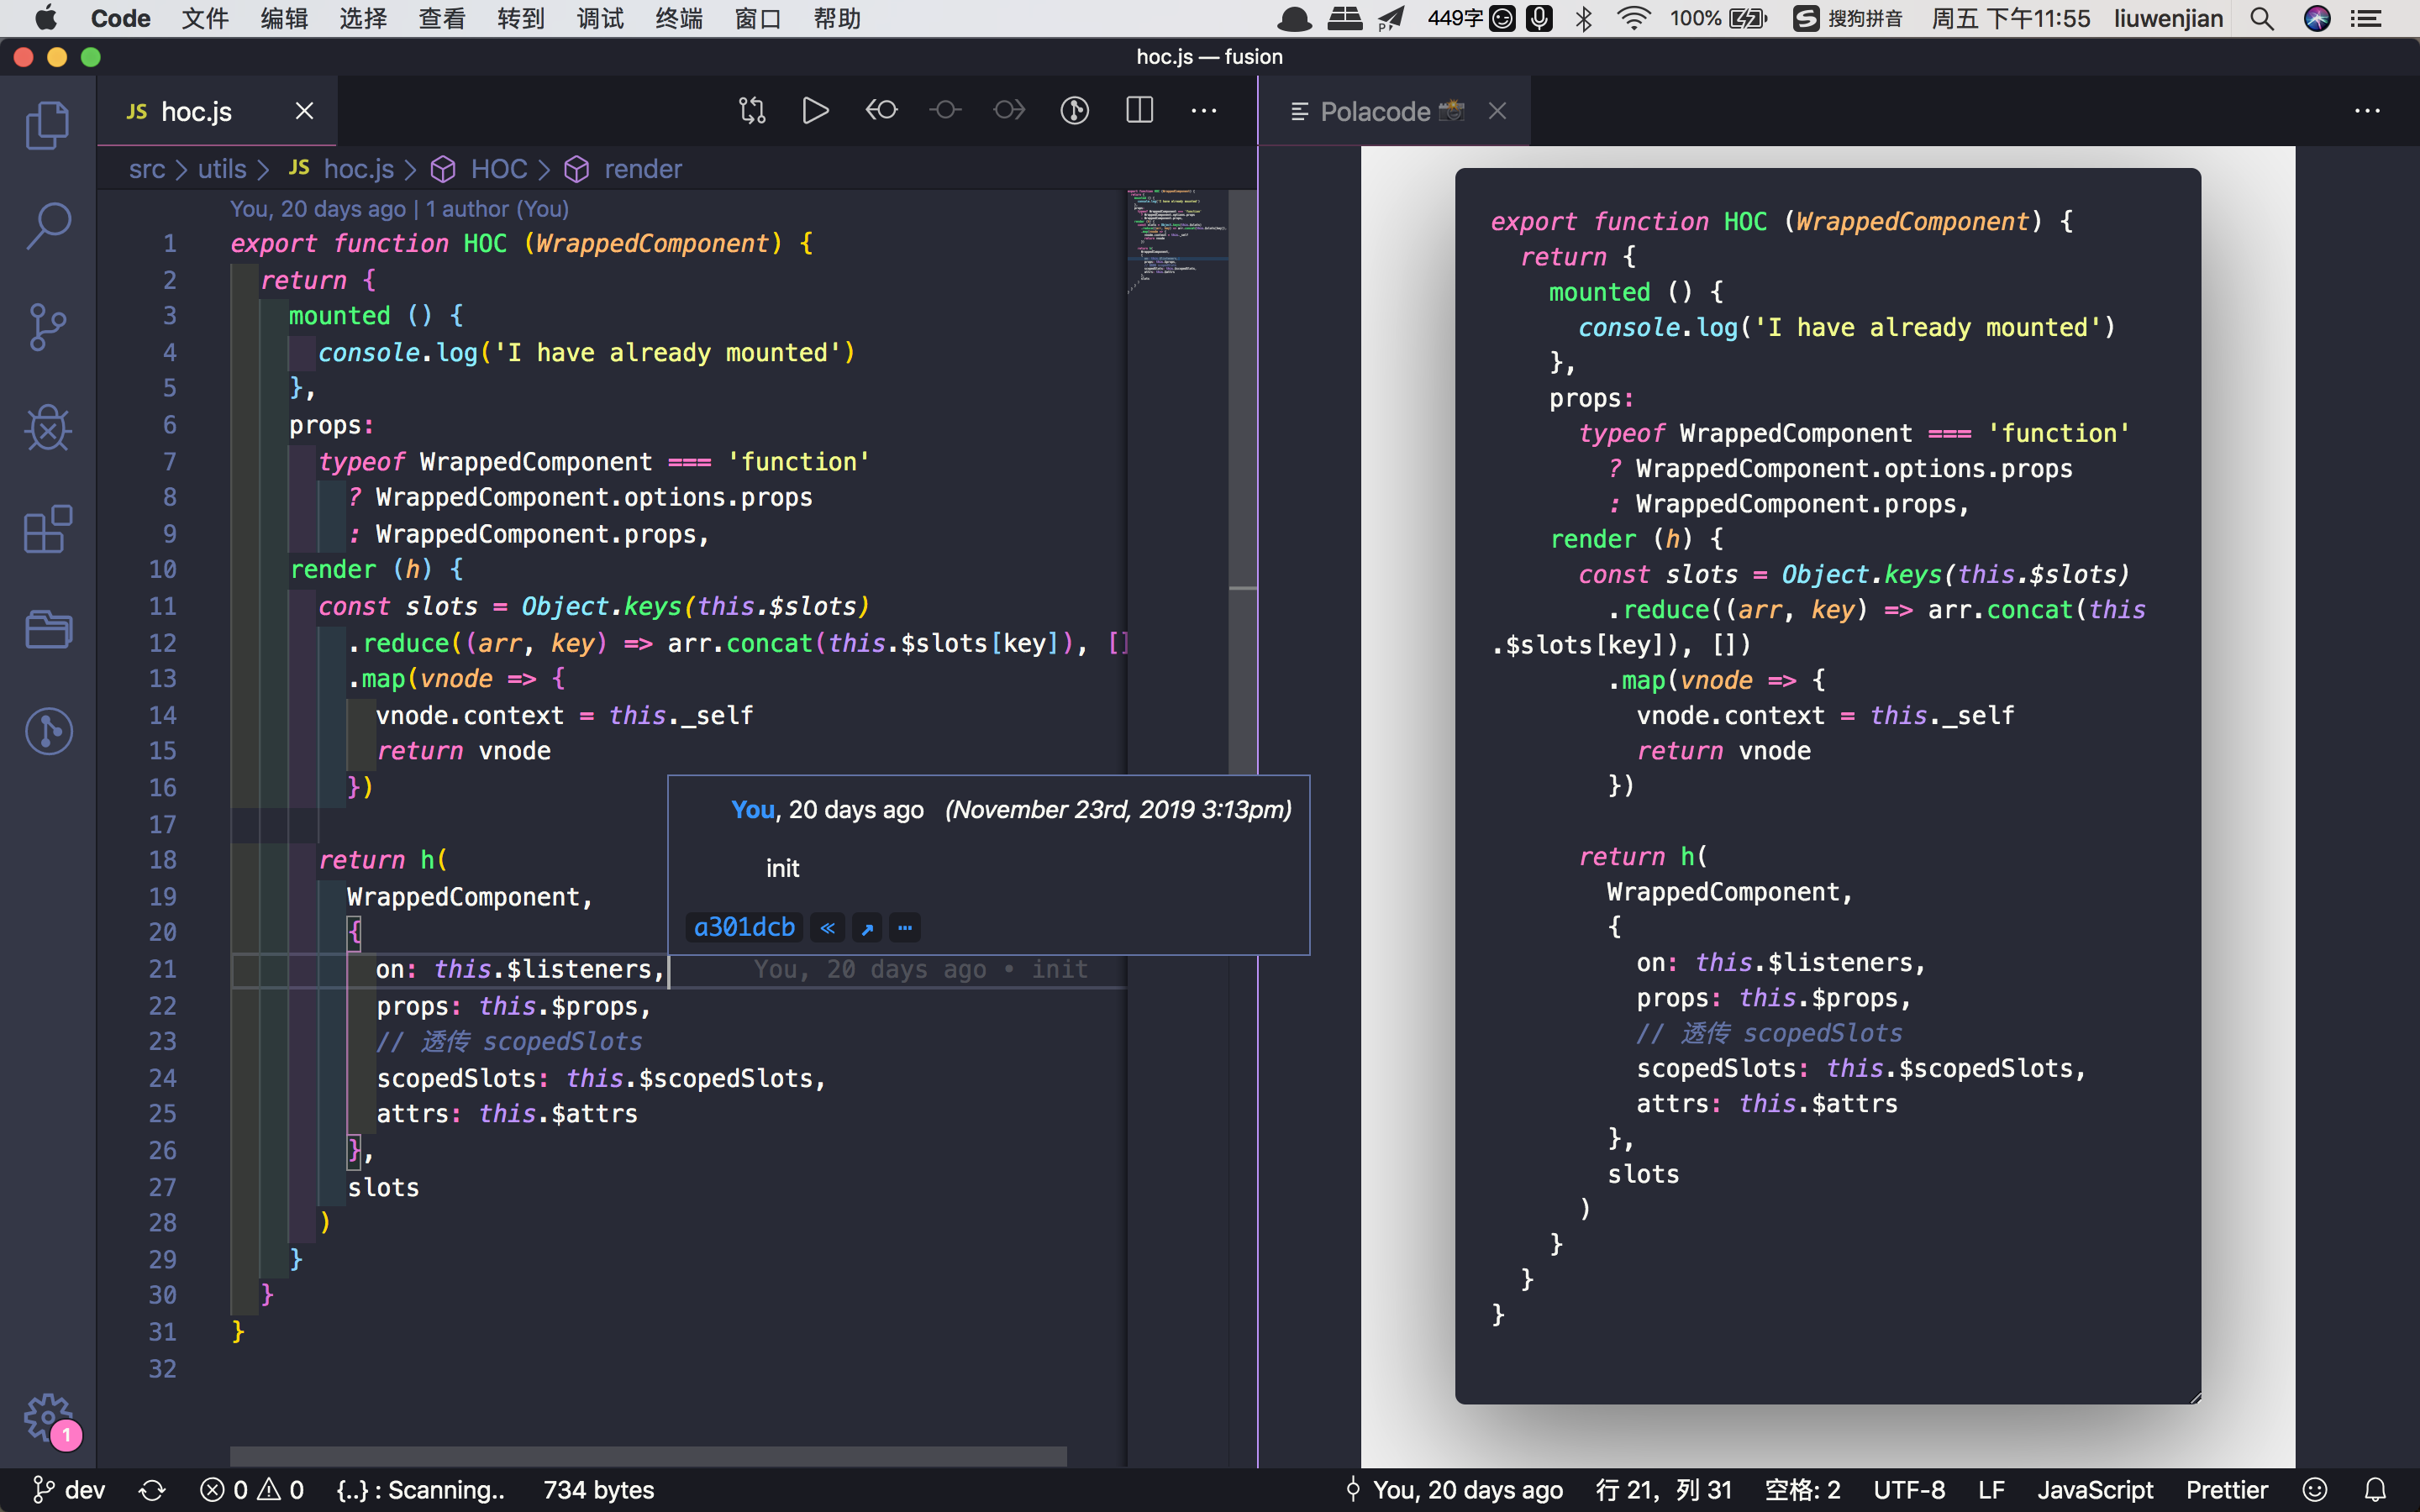 Code 文件 编辑 选择 查看 转到 调试 终端 窗口 帮助 449字 100% 搜狗拼音 周五 下午11:55 liuwenjian
hoc.js — fusion
JS hoc.js
Polacode 📸
src > utils > JS hoc.js > HOC > render
You, 20 days ago | 1 author (You)
1 export function HOC (WrappedComponent) {
2   return {
3     mounted () {
4       console.log('I have already mounted')
5     },
6     props:
7       typeof WrappedComponent === 'function'
8         ? WrappedComponent.options.props
9         : WrappedComponent.props,
10     render (h) {
11       const slots = Object.keys(this.$slots)
12         .reduce((arr, key) => arr.concat(this.$slots[key]), []
13         .map(vnode => {
14           vnode.context = this._self
15           return vnode
16         })
17
18       return h(
19         WrappedComponent,
20         {
21           on: this.$listeners, You, 20 days ago • init
22           props: this.$props,
23           // 透传 scopedSlots
24           scopedSlots: this.$scopedSlots,
25           attrs: this.$attrs
26         },
27         slots
28       )
29     }
30   }
31 }
32
You, 20 days ago (November 23rd, 2019 3:13pm)
init
a301dcb « ↗ ···
export function HOC (WrappedComponent) {
  return {
    mounted () {
      console.log('I have already mounted')
    },
    props:
      typeof WrappedComponent === 'function'
        ? WrappedComponent.options.props
        : WrappedComponent.props,
    render (h) {
      const slots = Object.keys(this.$slots)
        .reduce((arr, key) => arr.concat(this
.$slots[key]), [])
        .map(vnode => {
          vnode.context = this._self
          return vnode
        })
      return h(
        WrappedComponent,
        {
          on: this.$listeners,
          props: this.$props,
          // 透传 scopedSlots
          scopedSlots: this.$scopedSlots,
          attrs: this.$attrs
        },
        slots
      )
    }
  }
}
1
dev 0 0 {..} : Scanning.. 734 bytes You, 20 days ago 行 21，列 31 空格: 2 UTF-8 LF JavaScript Prettier